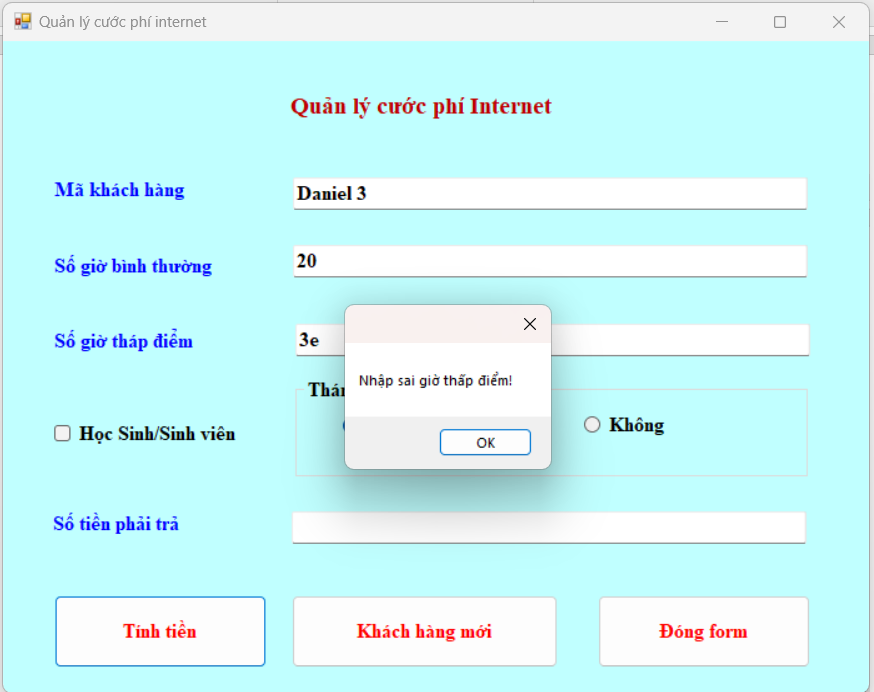 Quản lý cước phí internet
Quản lý cước phí Internet
Mã khách hàng
Daniel 3
Số giờ bình thường
20
Số giờ tháp điểm
3e
Nhập sai giờ thấp điểm!
OK
Không
Học Sinh/Sinh viên
Số tiền phải trả
Tính tiền
Khách hàng mới
Đóng form